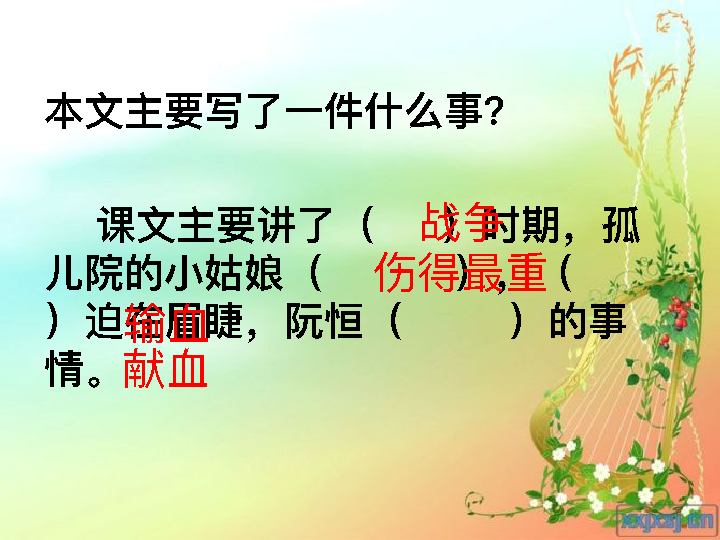 本文主要写了一件什么事?
课文主要讲了（ 战争 ）时期，孤
儿院的小姑娘（ 伤得最重 ），（
）迫在眉睫，阮恒（ ）的事
输血
情。
献血